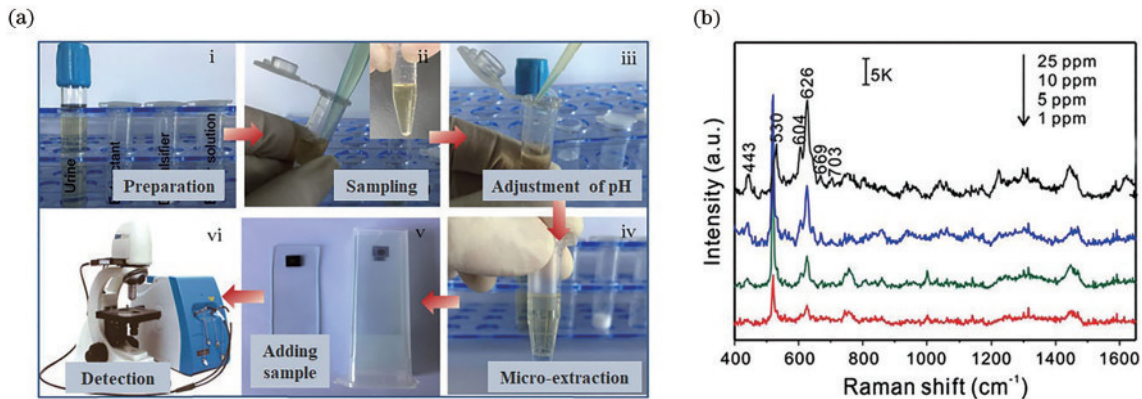 (a)
i
ii
iii
Urine
Preparation
Sampling
Adjustment of pH
solution
vi
v
iv
Detection
Adding
sample
Micro-extraction
(b)
25 ppm
10 ppm
5 ppm
1 ppm
5K
443
530
604
626
669
703
Intensity (a.u.)
400 600 800 1000 1200 1400 1600
Raman shift (cm⁻¹)